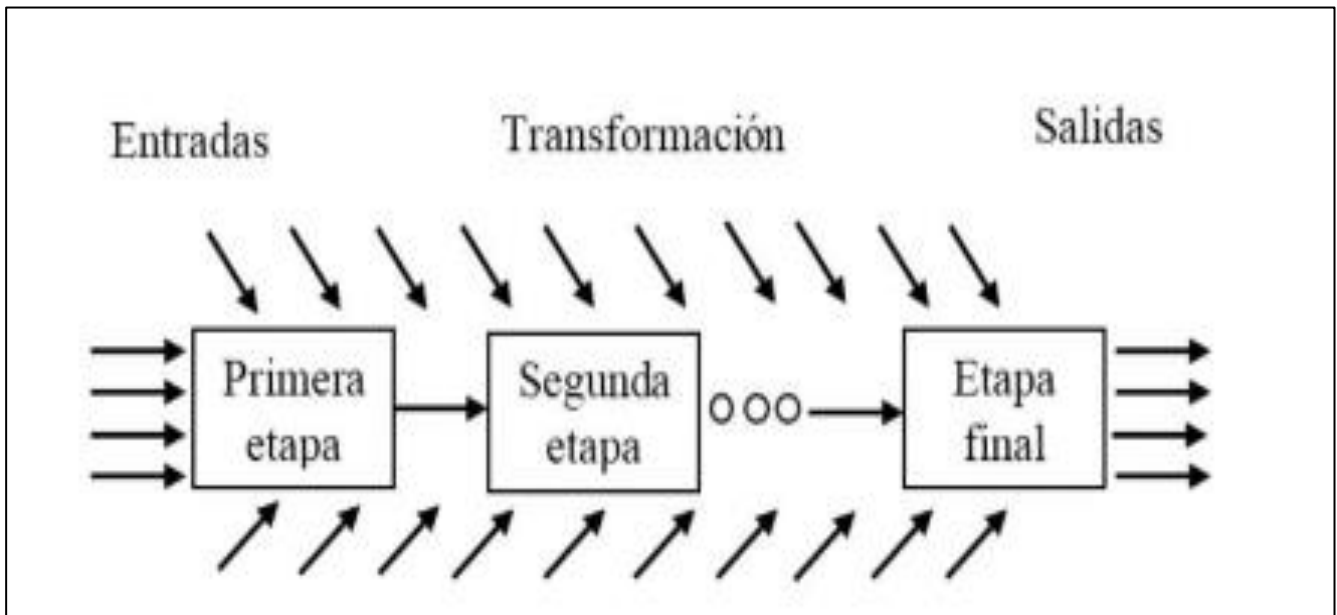 Entradas
Transformación
Salidas
Primera
etapa
Segunda
etapa
Etapa
final